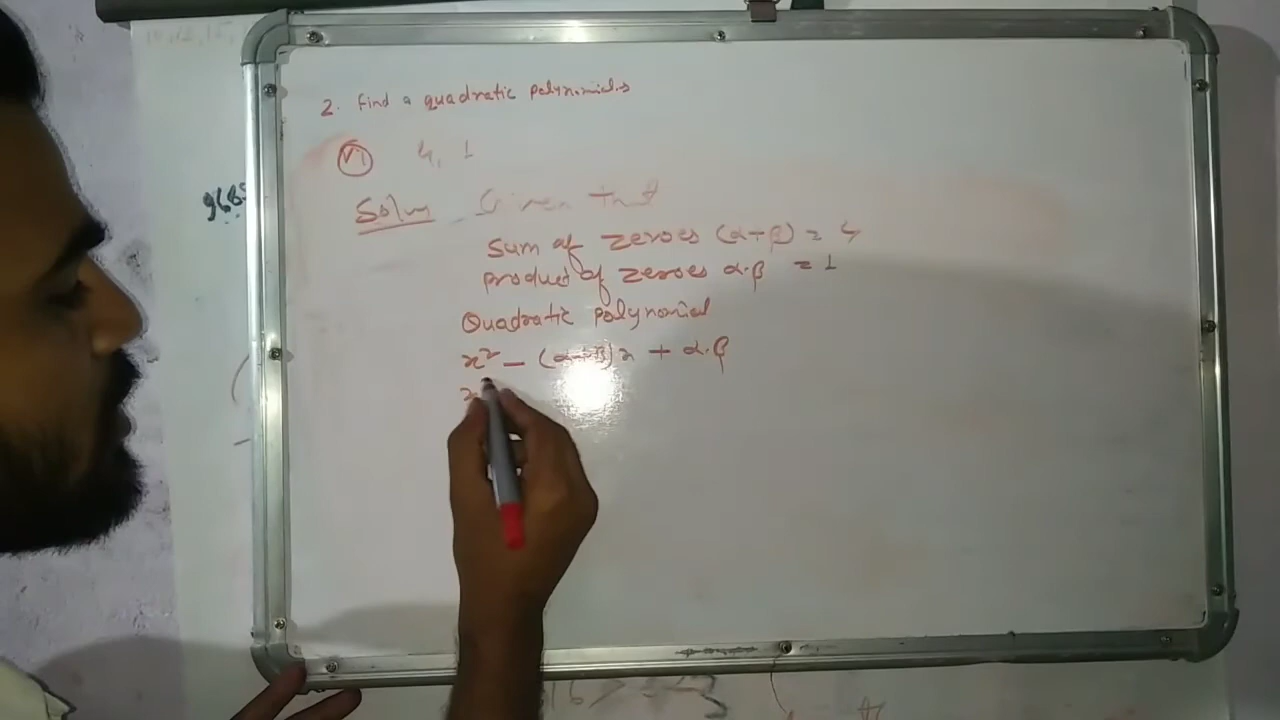 2. Find a quadratic polynomials
(VI) 4, 1
Soln Given that
Sum of zeroes (α+β) = 4
product of zeroes α.β = 1
Quadratic polynomial
x² - (α+β)x + α.β
x